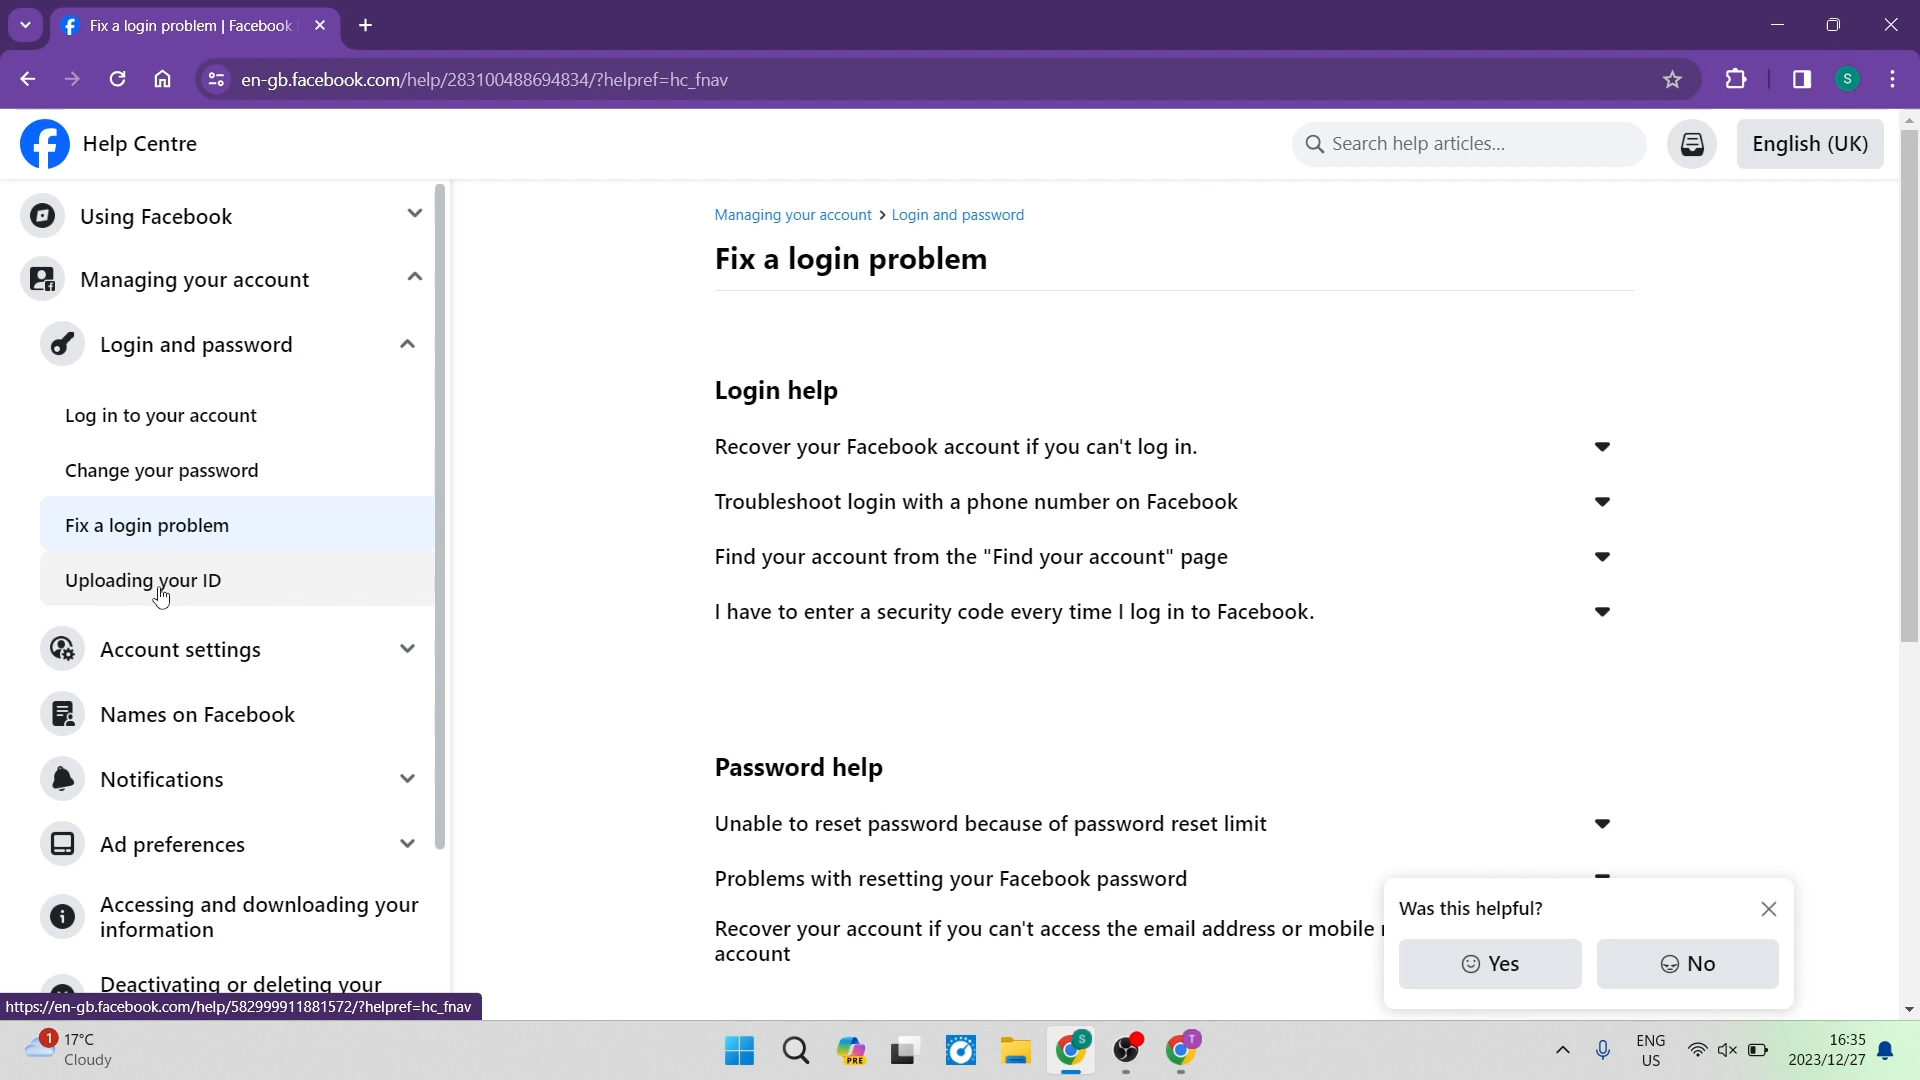 Fix a login problem | Facebook
en-gb.facebook.com/help/283100488694834/?helpref=hc_fnav
S
Help Centre
Search help articles...
English (UK)
Using Facebook
Managing your account
Login and password
Log in to your account
Change your password
Fix a login problem
Uploading your ID
Account settings
Names on Facebook
Notifications
Ad preferences
Accessing and downloading your
information
Deactivating or deleting your
https://en-gb.facebook.com/help/582999911881572/?helpref=hc_fnav
Managing your account > Login and password
Fix a login problem
Login help
Recover your Facebook account if you can't log in.
Troubleshoot login with a phone number on Facebook
Find your account from the "Find your account" page
I have to enter a security code every time I log in to Facebook.
Password help
Unable to reset password because of password reset limit
Problems with resetting your Facebook password
Recover your account if you can't access the email address or mobile
account
Was this helpful?
Yes
No
1
17°C
Cloudy
PRE
S
T
ENG
US
16:35
2023/12/27